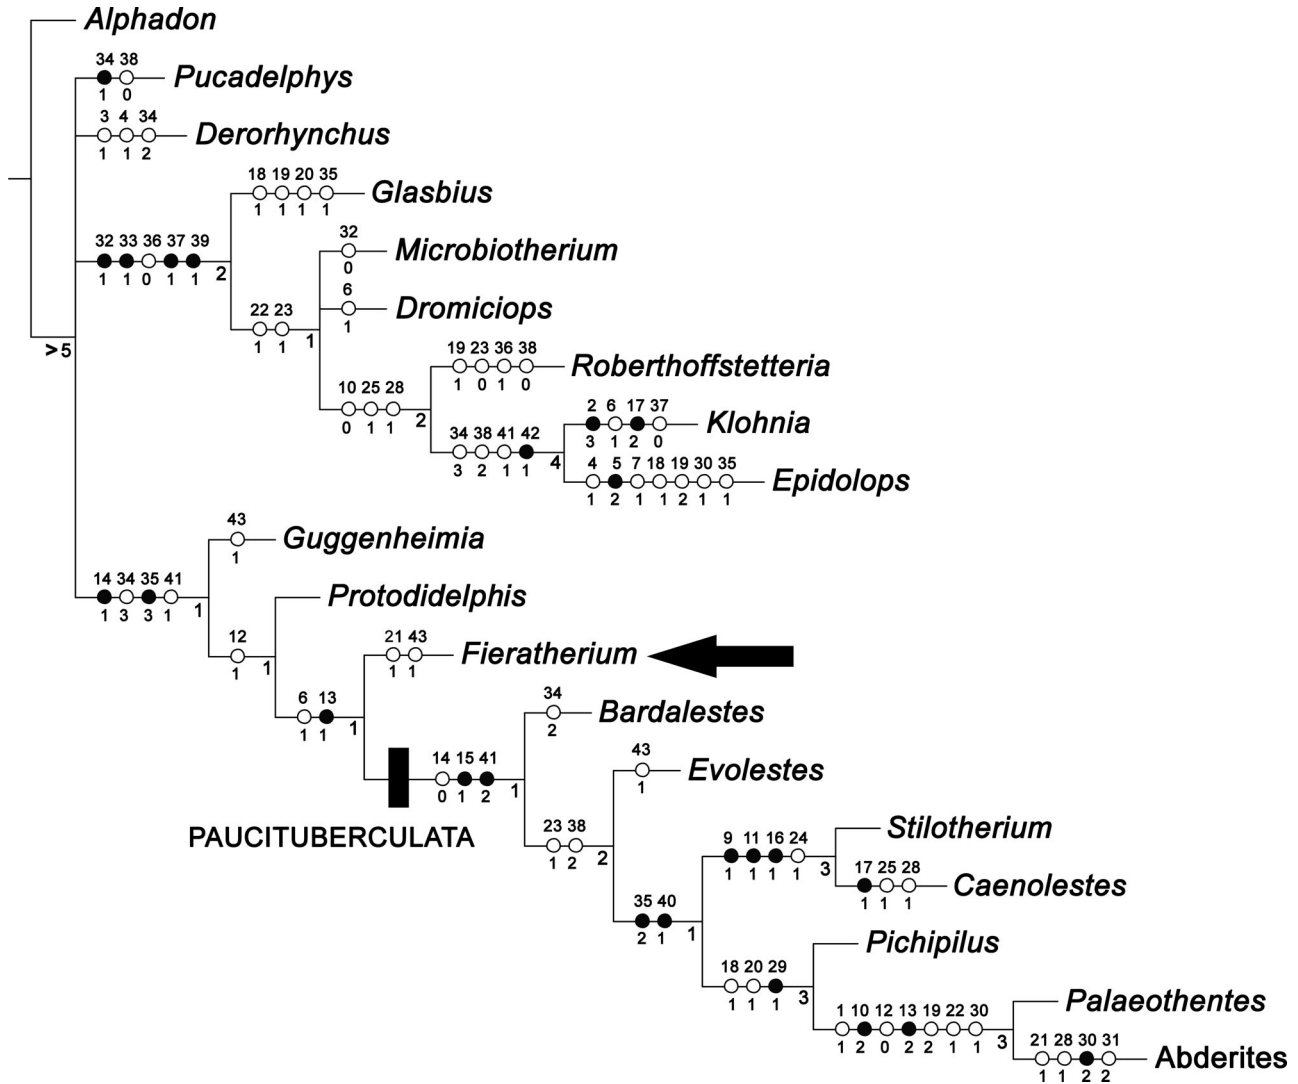 Alphadon
34 38
Pucadelphys
1 0
3 4 34
Derorhynchus
1 1 2
18 19 20 35
Glasbius
1 1 1 1
32 33 36 37 39
1 1 0 1 1
2
32
Microbiotherium
0
6
Dromiciops
1
22 23
1 1
1
>5
19 23 36 38
Roberthoffstetteria
1 0 1 0
10 25 28
0 1 1
2
2 6 17 37
Klohnia
3 1 2 0
34 38 41 42
3 2 1 1
4
4 5 7 18 19 30 35
Epidolops
1 2 1 1 2 1 1
43
Guggenheimia
1
14 34 35 41
1 3 3 1
1
Protodidelphis
12
1
1
21 43
Fieratherium
1 1
6 13
1 1
1
34
Bardalestes
2
14 15 41
0 1 2
1
PAUCITUBERCULATA
43
Evolestes
1
23 38
1 2
2
Stilotherium
9 11 16 24
1 1 1 1
3
17 25 28
Caenolestes
1 1 1
35 40
2 1
1
Pichipilus
18 20 29
1 1 1
3
Palaeothentes
1 10 12 13 19 22 30
1 2 0 2 2 1 1
3
21 28 30 31
Abderites
1 1 2 2